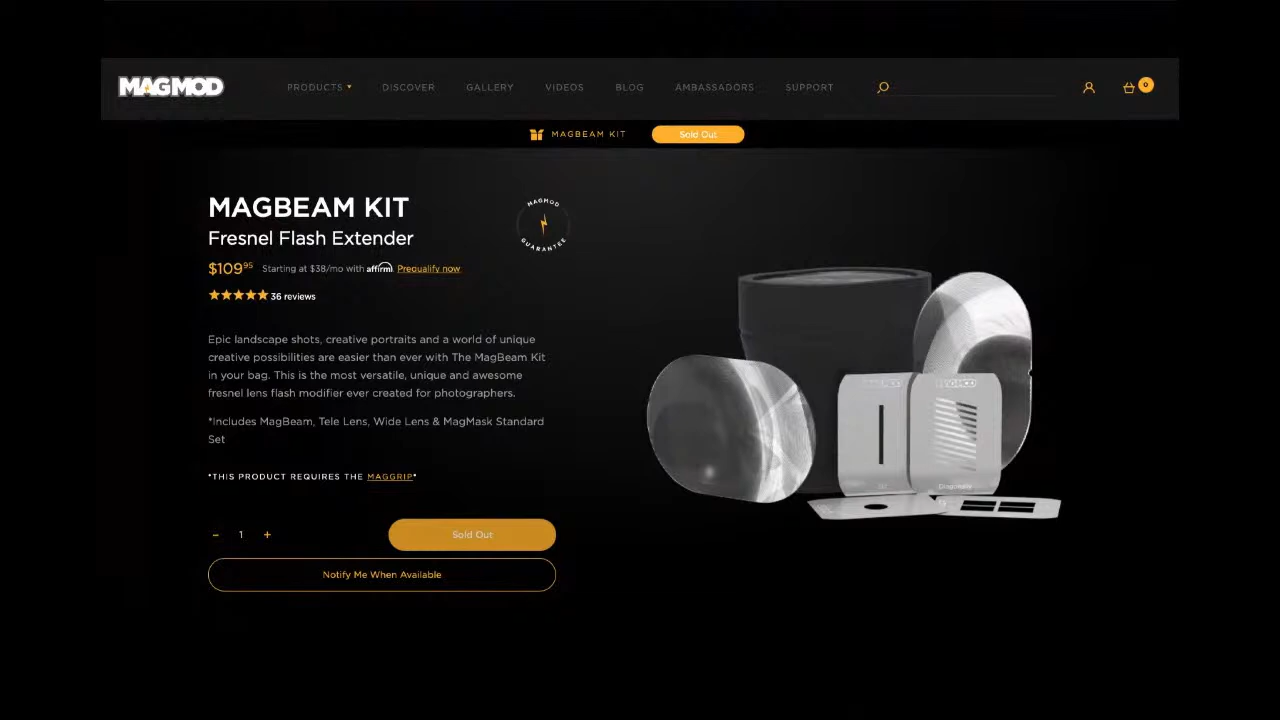 MAGMOD
PRODUCTS DISCOVER GALLERY VIDEOS BLOG AMBASSADORS SUPPORT
0
MAGBEAM KIT Sold Out
MAGBEAM KIT
MAGMOD
GUARANTEE
Fresnel Flash Extender
$109.95 Starting at $38/mo with affirm. Prequalify now
36 reviews
Epic landscape shots, creative portraits and a world of unique
creative possibilities are easier than ever with The MagBeam Kit
in your bag. This is the most versatile, unique and awesome
fresnel lens flash modifier ever created for photographers.
*Includes MagBeam, Tele Lens, Wide Lens & MagMask Standard
Set
*THIS PRODUCT REQUIRES THE MAGGRIP*
- 1 +
Sold Out
Notify Me When Available